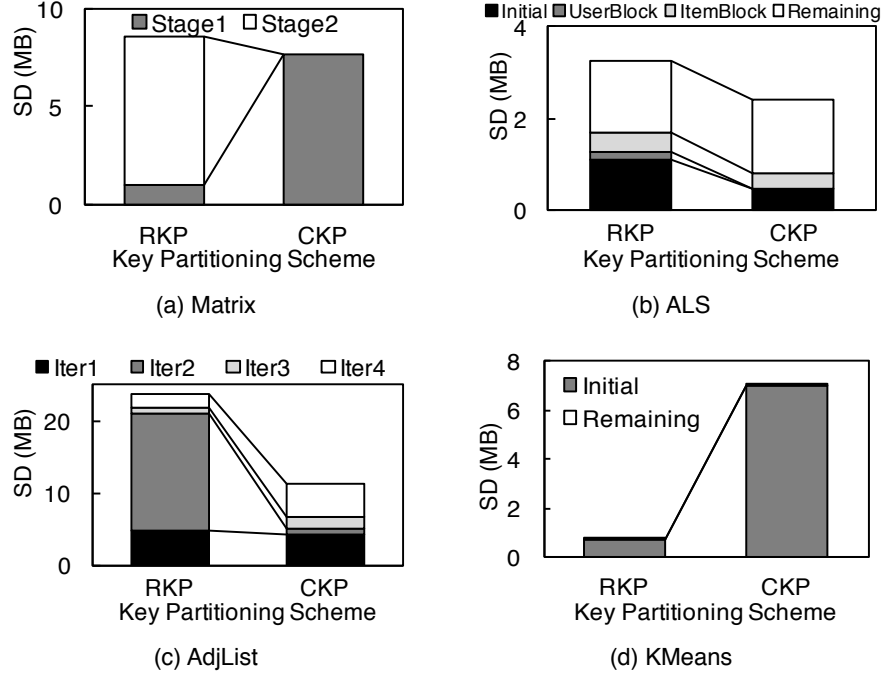 Stage1 Stage2
SD (MB)
10
5
0
RKP CKP
Key Partitioning Scheme
(a) Matrix
Initial UserBlock ItemBlock Remaining
SD (MB)
4
2
0
RKP CKP
Key Partitioning Scheme
(b) ALS
Iter1 Iter2 Iter3 Iter4
SD (MB)
20
10
0
RKP CKP
Key Partitioning Scheme
(c) AdjList
Initial
Remaining
SD (MB)
8
6
4
2
0
RKP CKP
Key Partitioning Scheme
(d) KMeans